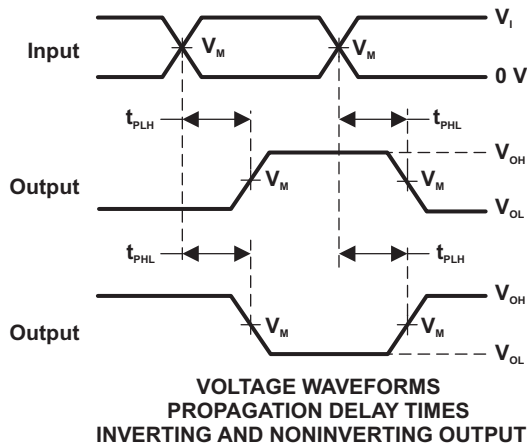 Input
V_M
V_M
V_I
0 V
t_PLH
t_PHL
Output
V_M
V_M
V_OH
V_OL
t_PHL
t_PLH
Output
V_M
V_M
V_OH
V_OL
VOLTAGE WAVEFORMS
PROPAGATION DELAY TIMES
INVERTING AND NONINVERTING OUTPUT